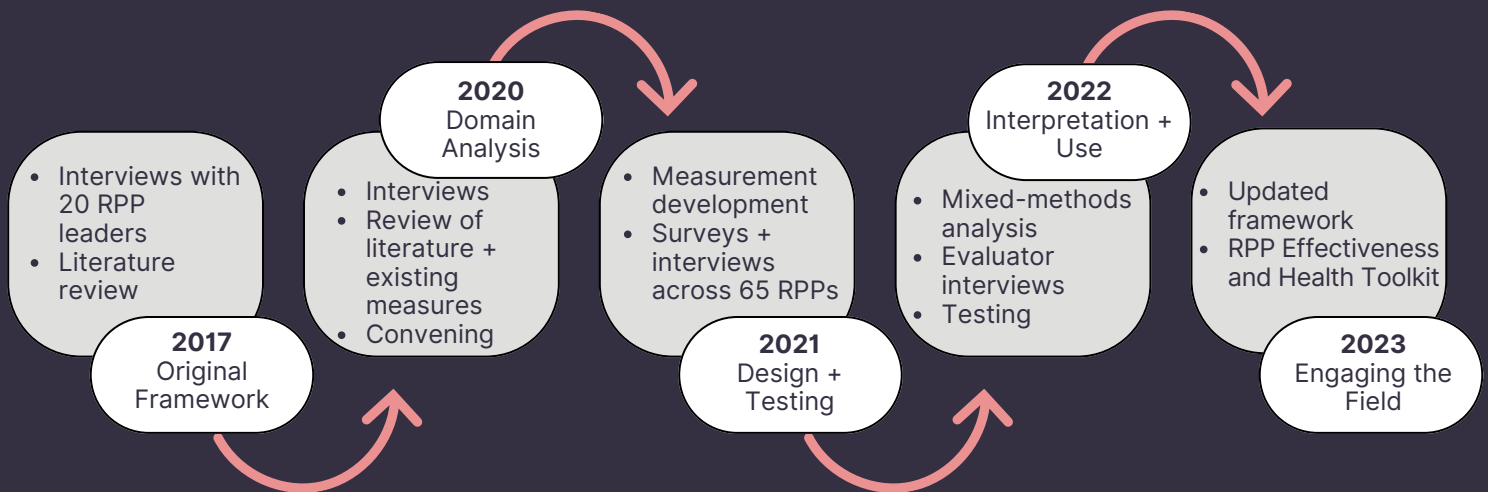 • Interviews with
20 RPP
leaders
• Literature
review
2017
Original
Framework
2020
Domain
Analysis
• Interviews
• Review of
literature +
existing
measures
• Convening
• Measurement
development
• Surveys +
interviews
across 65 RPPs
2021
Design +
Testing
2022
Interpretation +
Use
• Mixed-methods
analysis
• Evaluator
interviews
• Testing
• Updated
framework
• RPP Effectiveness
and Health Toolkit
2023
Engaging the
Field